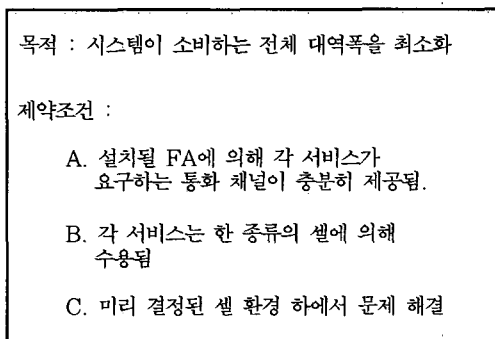 목적 : 시스템이 소비하는 전체 대역폭을 최소화
제약조건 :
A. 설치될 FA에 의해 각 서비스가
요구하는 통화 채널이 충분히 제공됨.
B. 각 서비스는 한 종류의 셀에 의해
수용됨
C. 미리 결정된 셀 환경 하에서 문제 해결